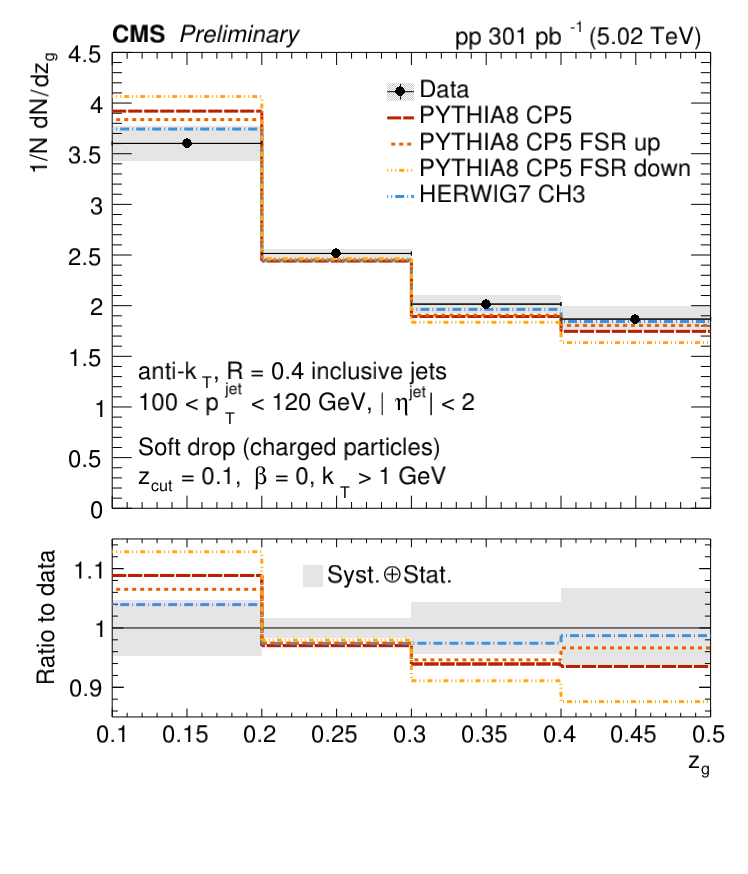 CMS Preliminary pp 301 pb -1 (5.02 TeV)
1/N dN/dzg
4.5
4
3.5
3
2.5
2
1.5
1
0.5
0
Data
PYTHIA8 CP5
PYTHIA8 CP5 FSR up
PYTHIA8 CP5 FSR down
HERWIG7 CH3
anti-kT, R = 0.4 inclusive jets
100 < pTjet < 120 GeV, | ηjet| < 2
Soft drop (charged particles)
zcut = 0.1, β = 0, kT > 1 GeV
Ratio to data
1.1
1
0.9
Syst.⊕Stat.
0.1 0.15 0.2 0.25 0.3 0.35 0.4 0.45 0.5
zg